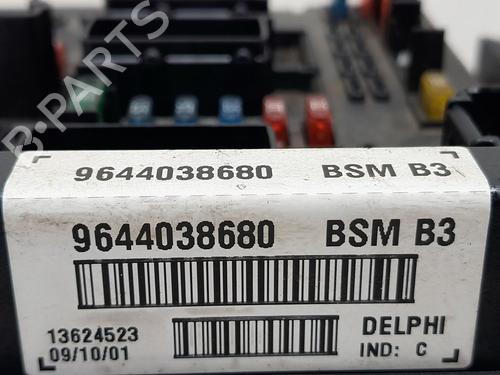 B-PARTS
9644038680 BSM B3
9644038680 BSM B3
13624523 DELPHI
09/10/01 IND: C